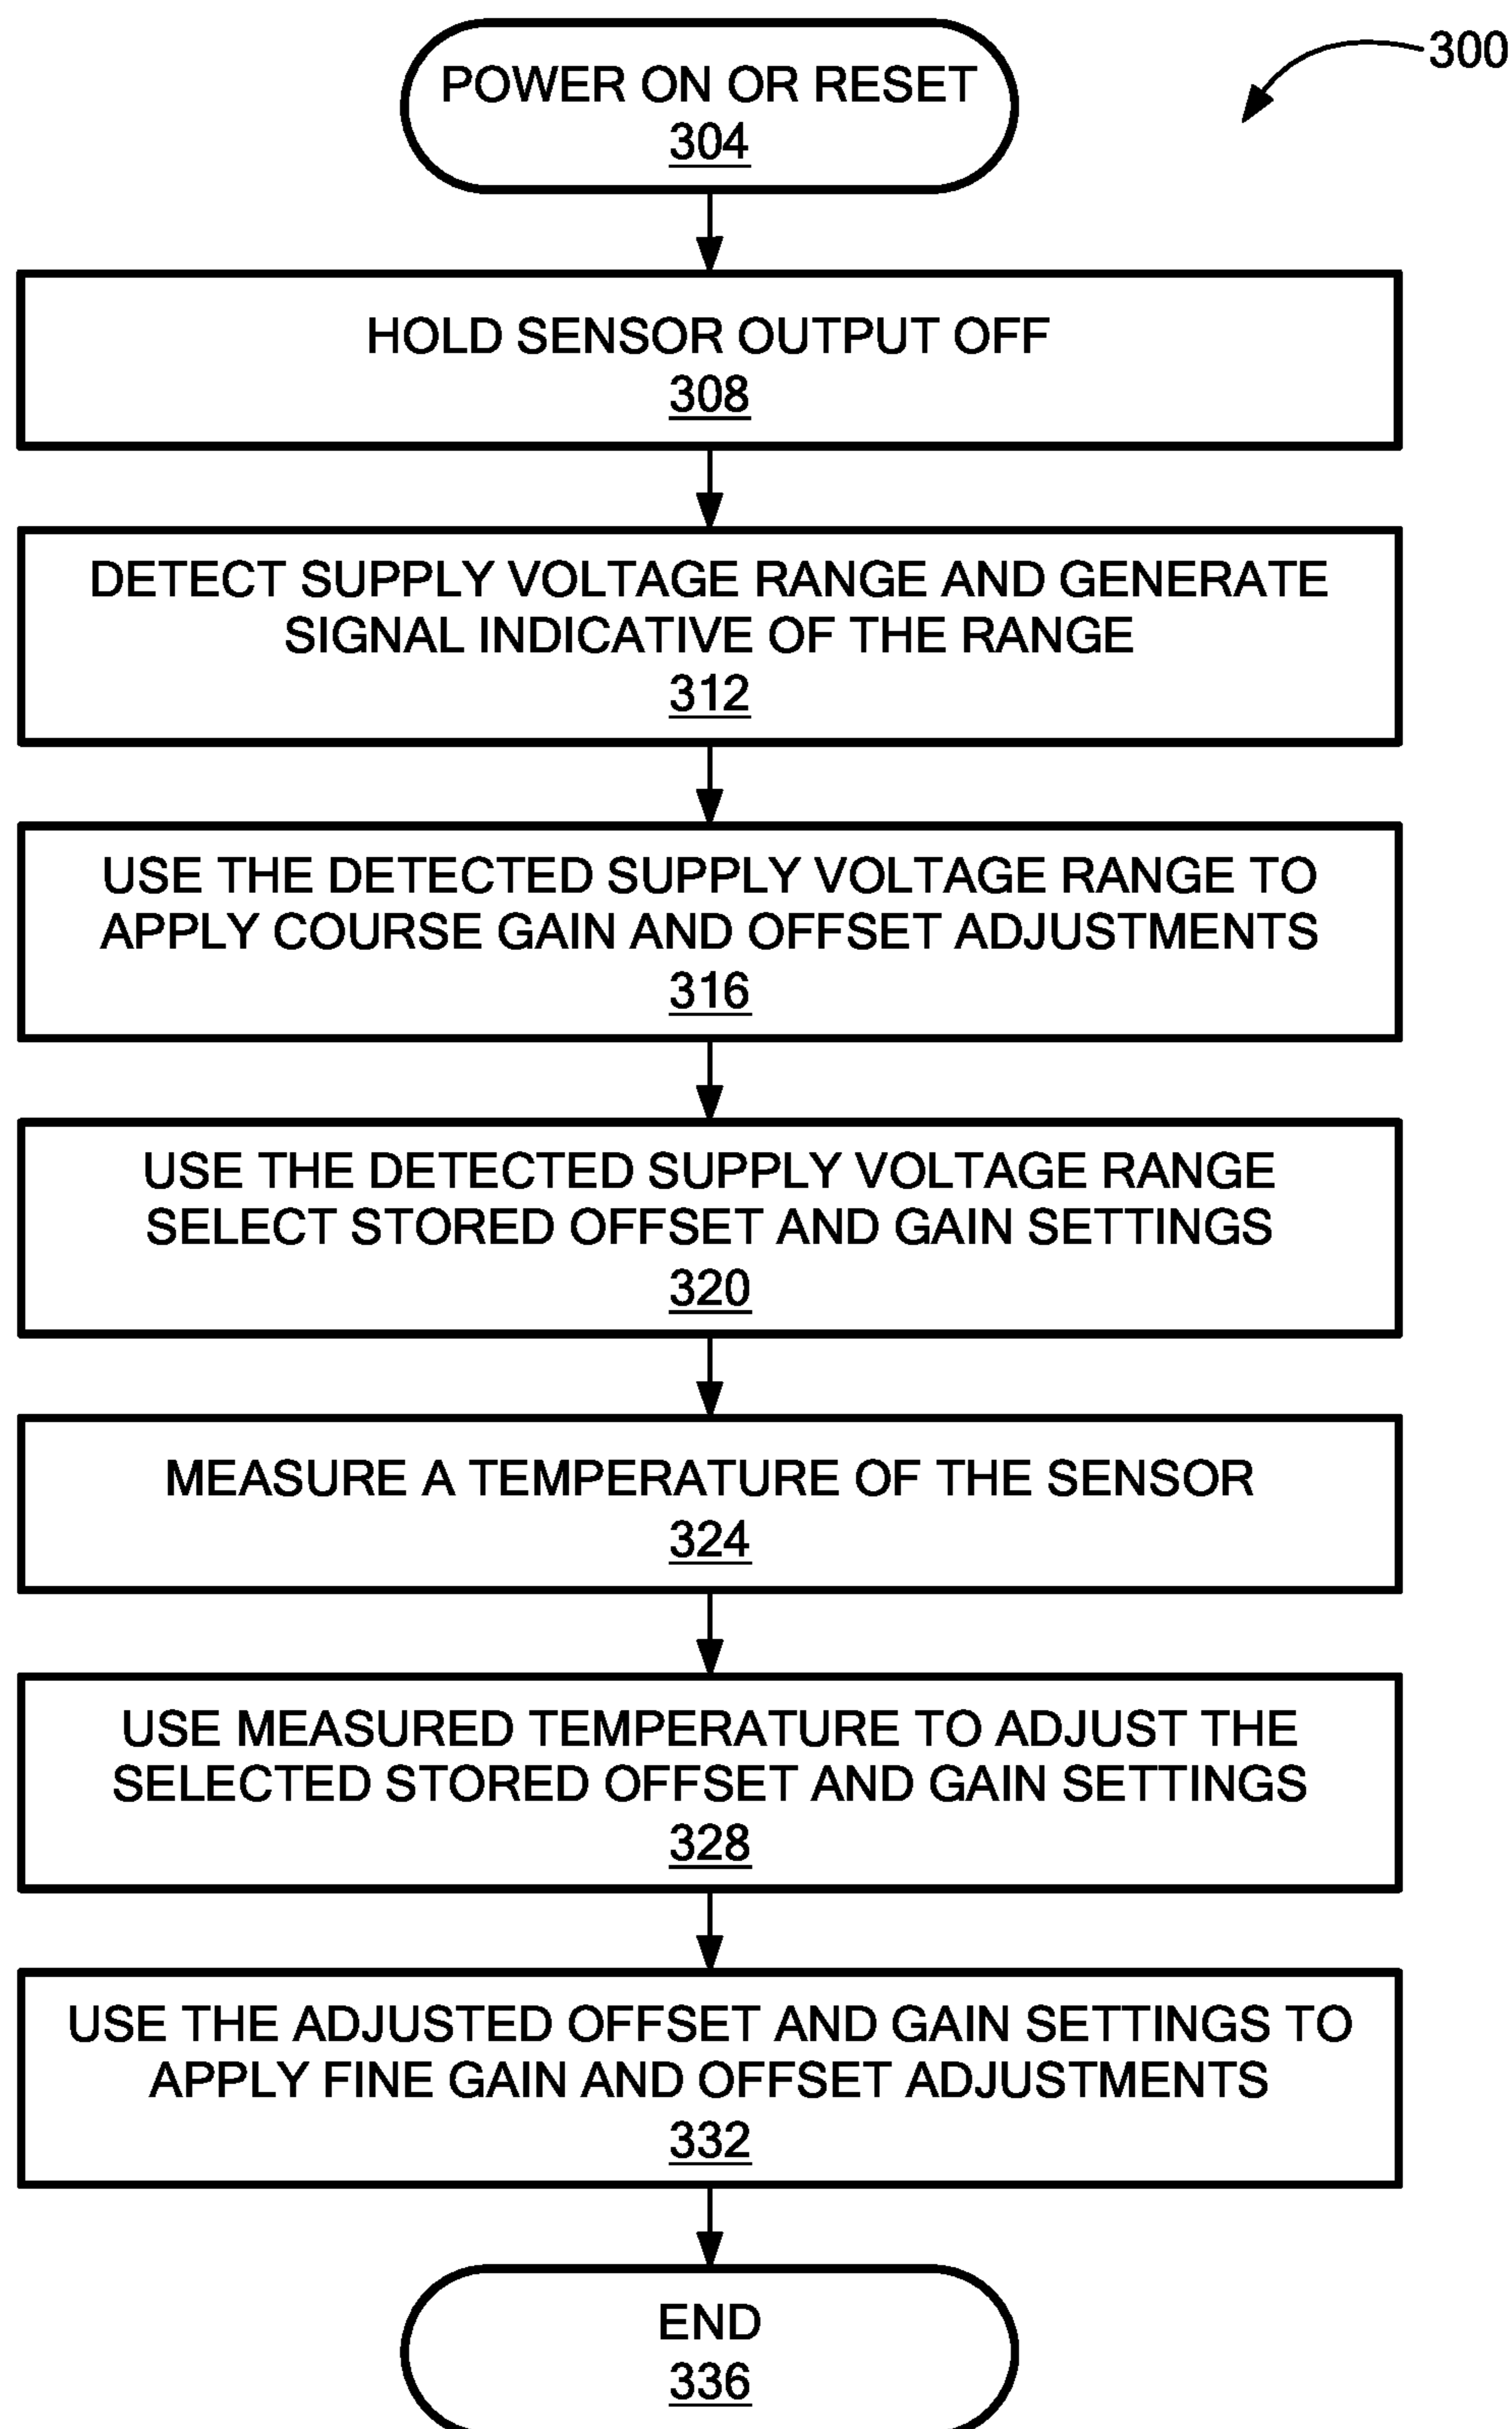 300
POWER ON OR RESET
304
HOLD SENSOR OUTPUT OFF
308
DETECT SUPPLY VOLTAGE RANGE AND GENERATE
SIGNAL INDICATIVE OF THE RANGE
312
USE THE DETECTED SUPPLY VOLTAGE RANGE TO
APPLY COURSE GAIN AND OFFSET ADJUSTMENTS
316
USE THE DETECTED SUPPLY VOLTAGE RANGE
SELECT STORED OFFSET AND GAIN SETTINGS
320
MEASURE A TEMPERATURE OF THE SENSOR
324
USE MEASURED TEMPERATURE TO ADJUST THE
SELECTED STORED OFFSET AND GAIN SETTINGS
328
USE THE ADJUSTED OFFSET AND GAIN SETTINGS TO
APPLY FINE GAIN AND OFFSET ADJUSTMENTS
332
END
336